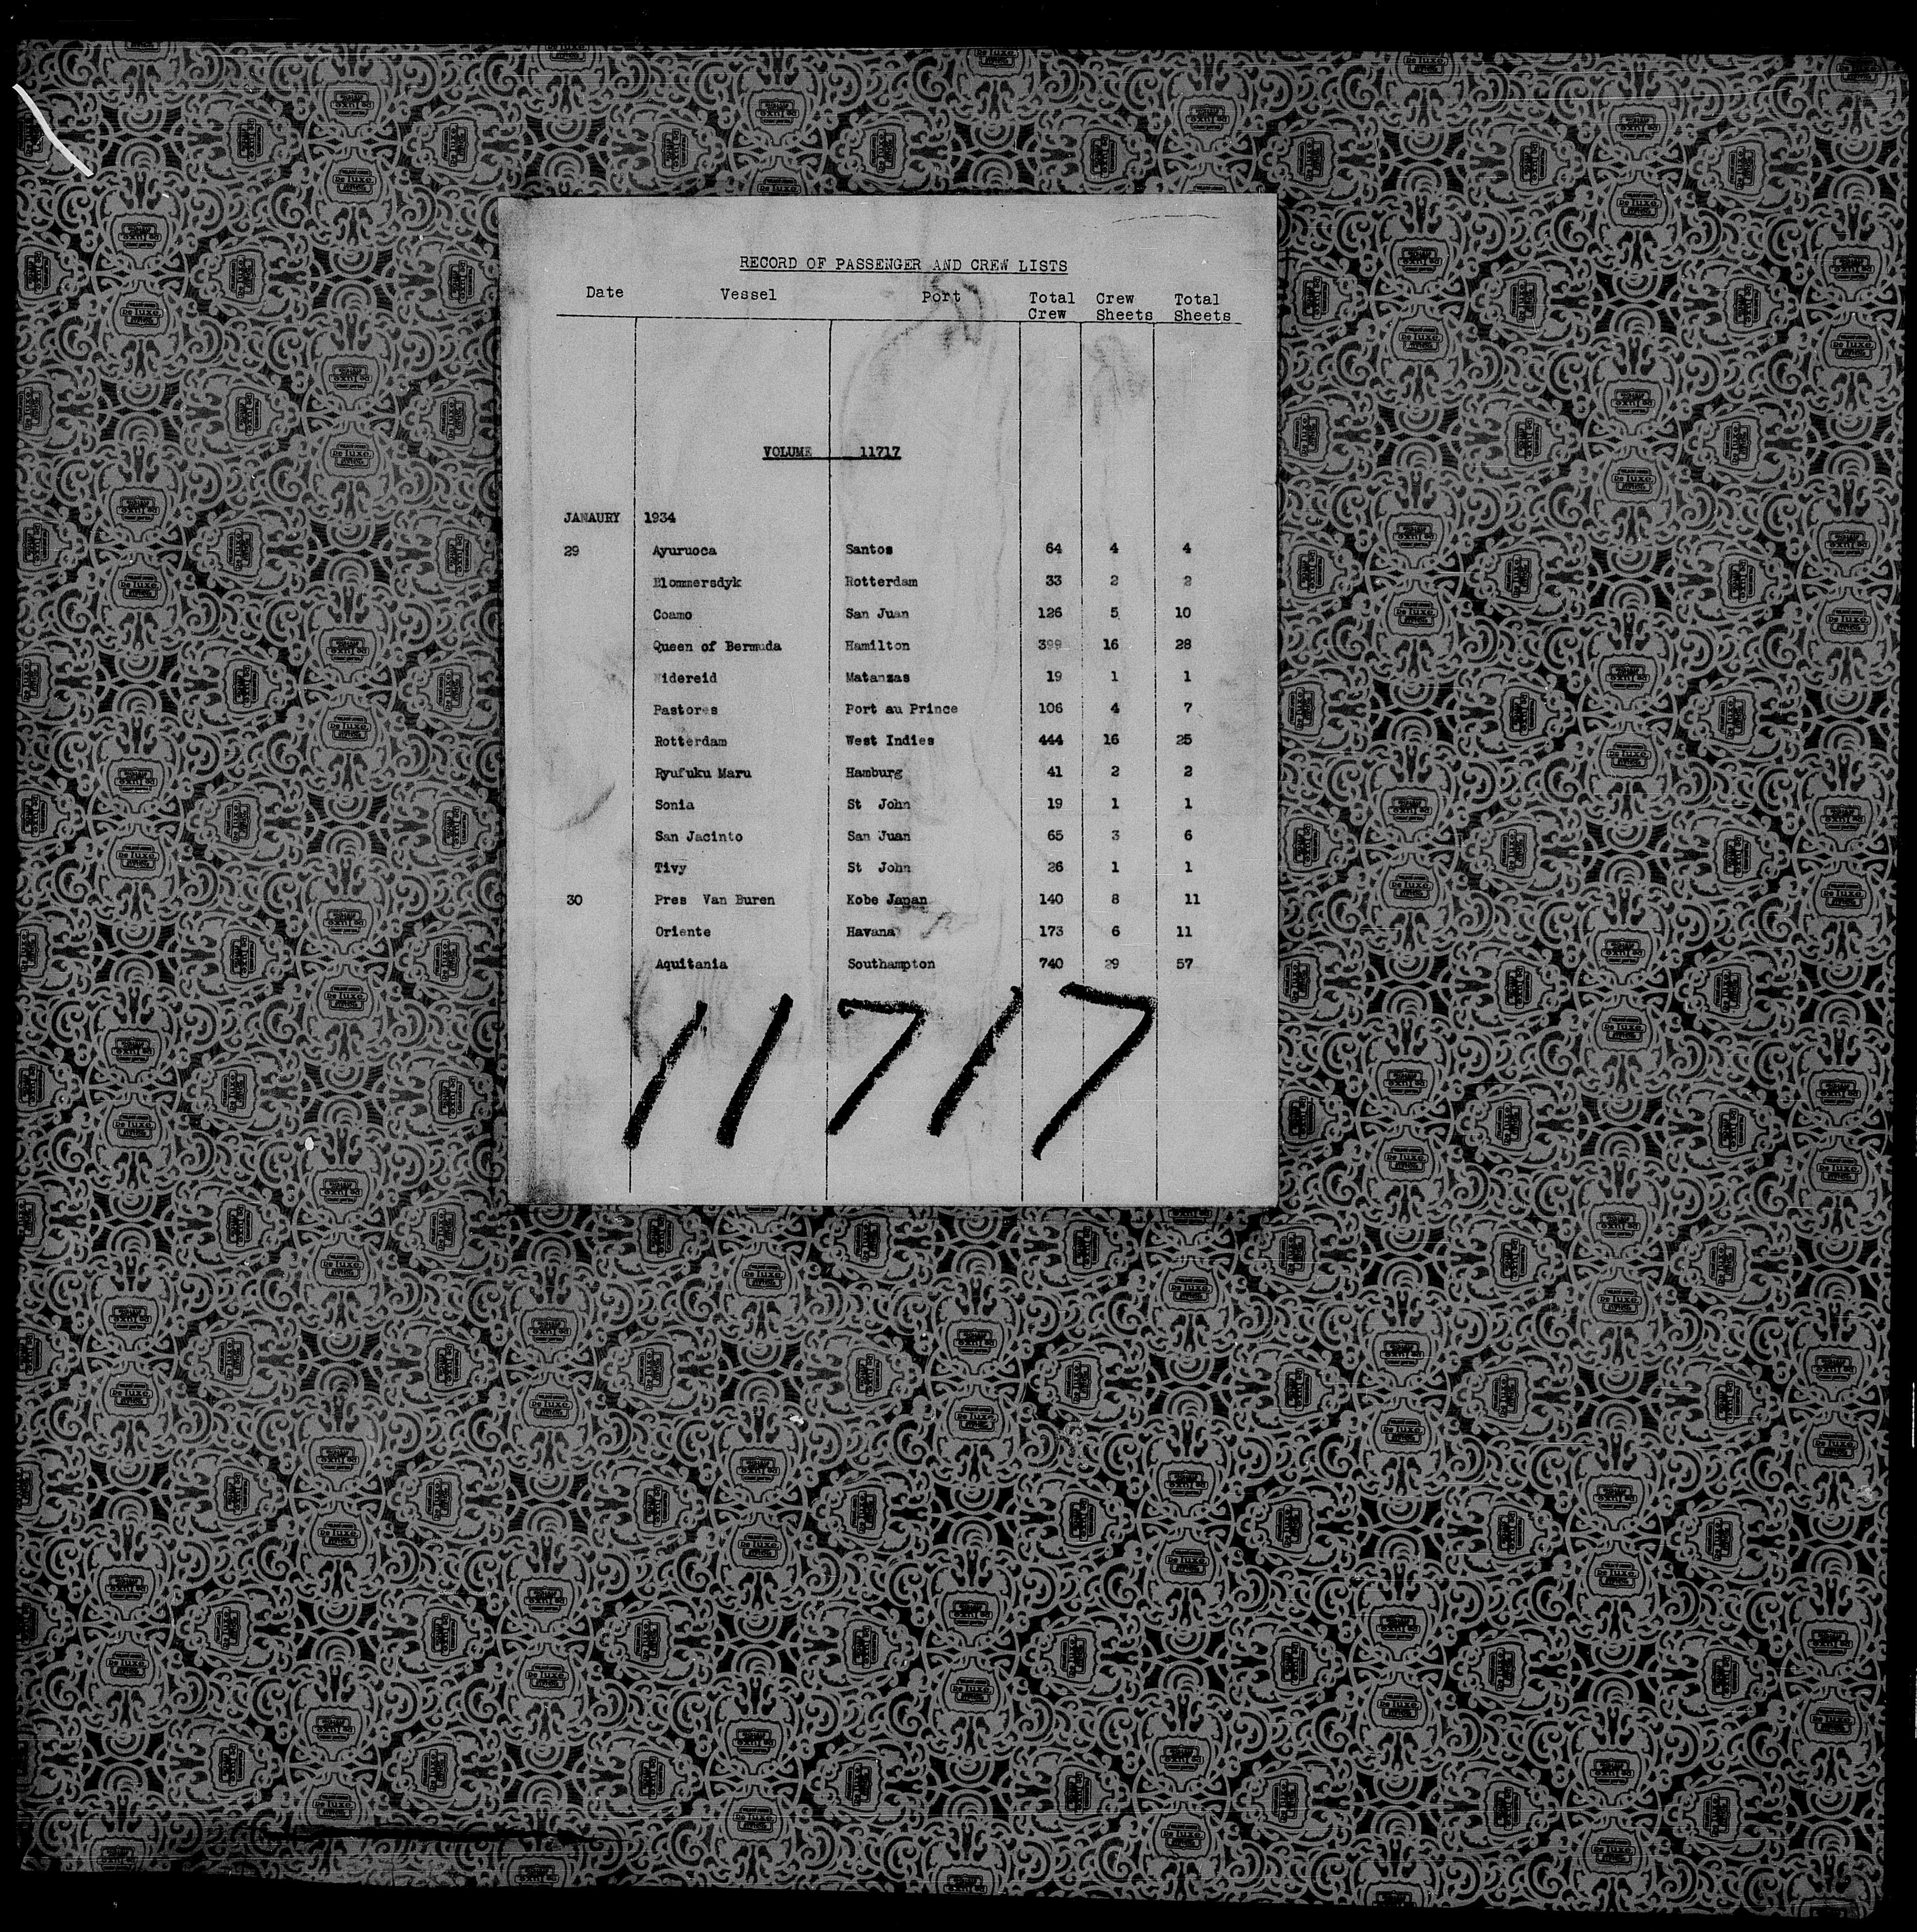 RECORD OF PASSENGER AND CREW LISTS
Date Vessel Port Total Crew Total
Crew Sheets Sheets
VOLUME 11717
JANAURY 1934
29 Ayuruoca Santos 64 4 4
Blommersdyk Rotterdam 33 2 2
Coamo San Juan 126 5 10
Queen of Bermuda Hamilton 399 16 28
Widereid Matanzas 19 1 1
Pastores Port au Prince 106 4 7
Rotterdam West Indies 444 16 25
Ryufuku Maru Hamburg 41 2 2
Sonia St John 19 1 1
San Jacinto San Juan 65 3 6
Tivy St John 26 1 1
30 Pres Van Buren Kobe Japan 140 8 11
Oriente Havana 173 6 11
Aquitania Southampton 740 29 57
11717
De luxe